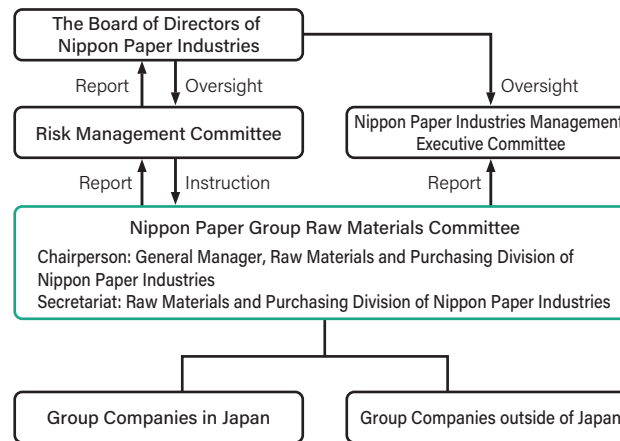 The Board of Directors of
Nippon Paper Industries
Report
Oversight
Oversight
Risk Management Committee
Nippon Paper Industries Management
Executive Committee
Report
Instruction
Report
Nippon Paper Group Raw Materials Committee
Chairperson: General Manager, Raw Materials and Purchasing Division of
Nippon Paper Industries
Secretariat: Raw Materials and Purchasing Division of Nippon Paper Industries
Group Companies in Japan
Group Companies outside of Japan